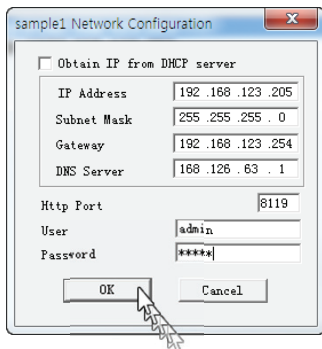 sample1 Network Configuration
Obtain IP from DHCP server
IP Address 192 .168 .123 .205
Subnet Mask 255 .255 .255 . 0
Gateway 192 .168 .123 .254
DNS Server 168 .126 . 63 . 1
Http Port 8119
User admin
Password *****
OK Cancel